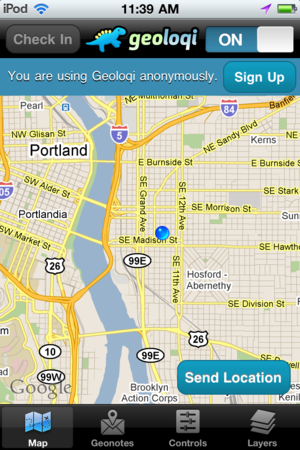 iPod 11:39 AM
Check In geoloqi ON
You are using Geoloqi anonymously. Sign Up
NE Multnomah St
Pearl
84
NE Sandy Blvd
5
NW Glisan St
Kerns
Portland
E Burnside St
05
SW Alder St
SE Grand Ave
SE 12th Ave
SE Stark
Portlandia
SE Morrison St
SW Market St
SE Madison St
SE Hawtho
26
99E
SE 11th Ave
Hosford -
Abernethy
SE Division St
26
10
99E
99W
Google
Brooklyn
Action Corps
Send Location
Map Geonotes Controls Layers